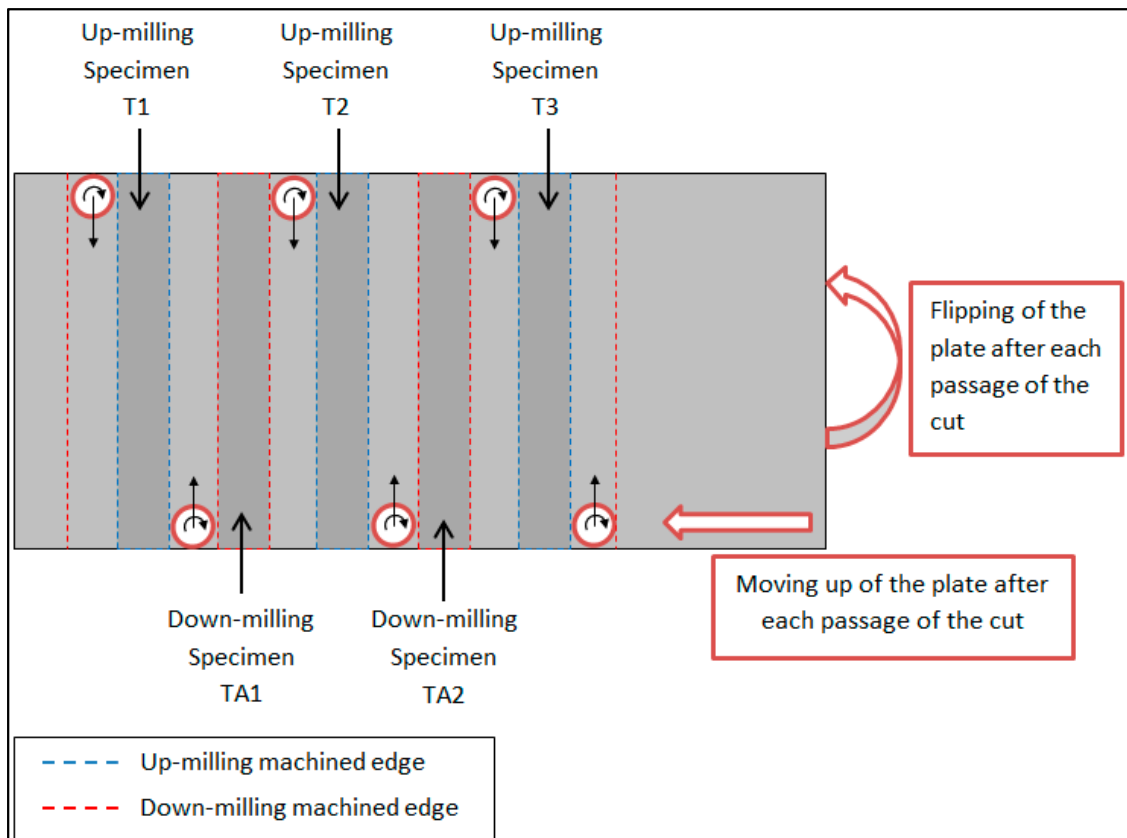 Up-milling
Specimen
T1
Up-milling
Specimen
T2
Up-milling
Specimen
T3
Flipping of the
plate after each
passage of the
cut
Moving up of the plate after
each passage of the cut
Down-milling
Specimen
TA1
Down-milling
Specimen
TA2
Up-milling machined edge
Down-milling machined edge